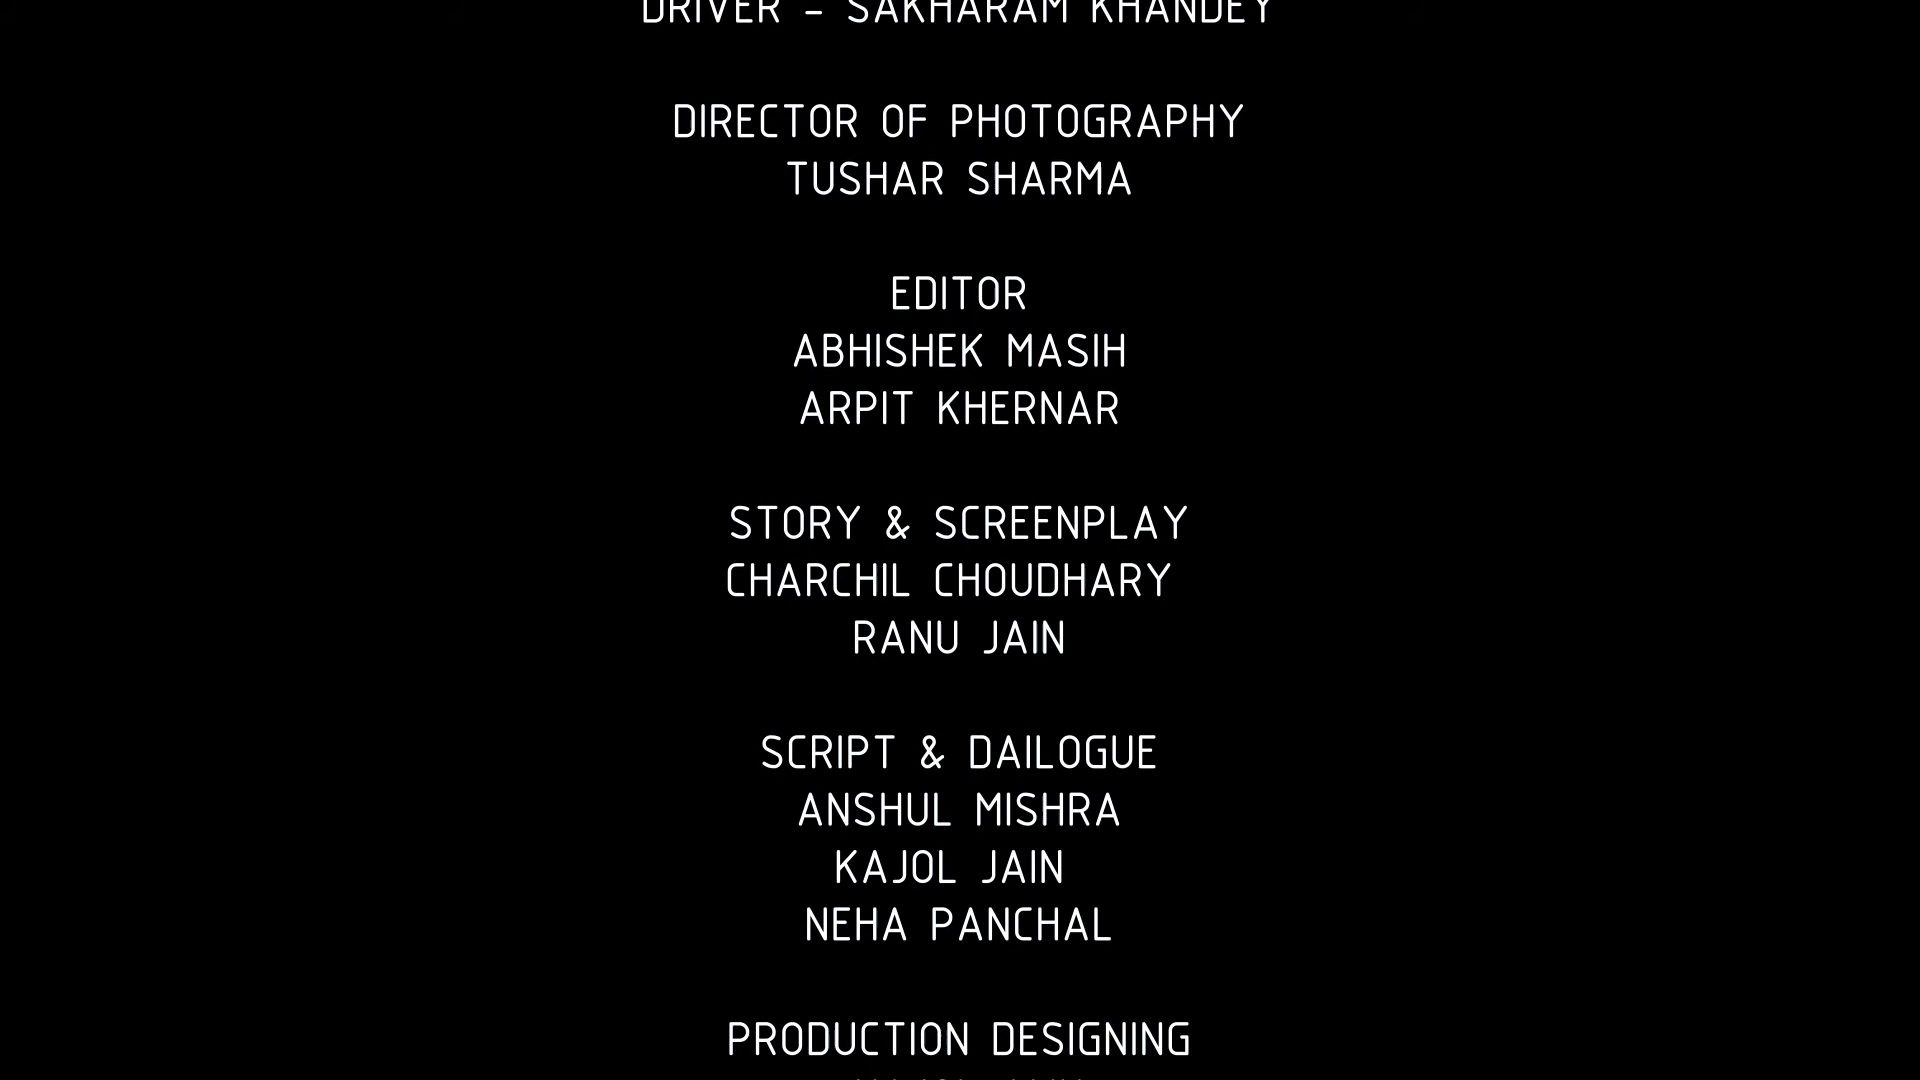 DRIVER - SAKHARAM KHANDEY
DIRECTOR OF PHOTOGRAPHY
TUSHAR SHARMA
EDITOR
ABHISHEK MASIH
ARPIT KHERNAR
STORY & SCREENPLAY
CHARCHIL CHOUDHARY
RANU JAIN
SCRIPT & DAILOGUE
ANSHUL MISHRA
KAJOL JAIN
NEHA PANCHAL
PRODUCTION DESIGNING